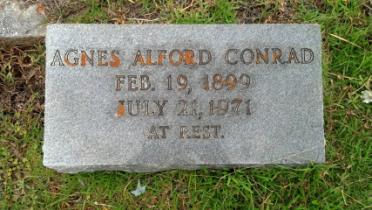 AGNES ALFORD CONRAD
FEB. 19, 1899
JULY 21, 1971
AT REST.